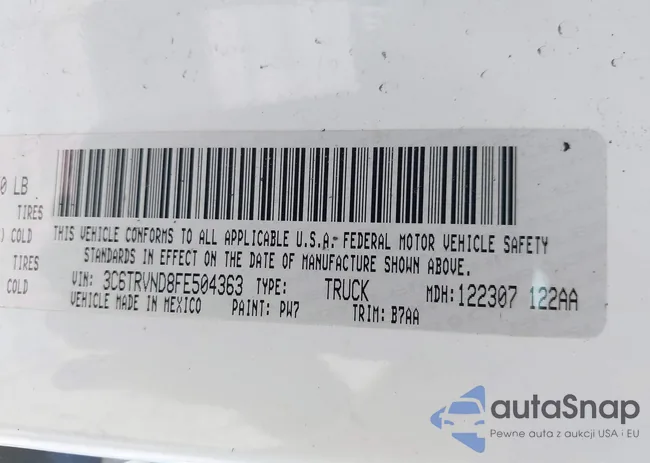 0 LB
TIRES
) COLD
TIRES
COLD
THIS VEHICLE CONFORMS TO ALL APPLICABLE U.S.A. FEDERAL MOTOR VEHICLE SAFETY
STANDARDS IN EFFECT ON THE DATE OF MANUFACTURE SHOWN ABOVE.
VIN: 3C6TRVND8FE504363 TYPE: TRUCK MDH: 122307 122AA
VEHICLE MADE IN MEXICO PAINT: PW7 TRIM: B7AA
autaSnap
Pewne auta z aukcji USA i EU